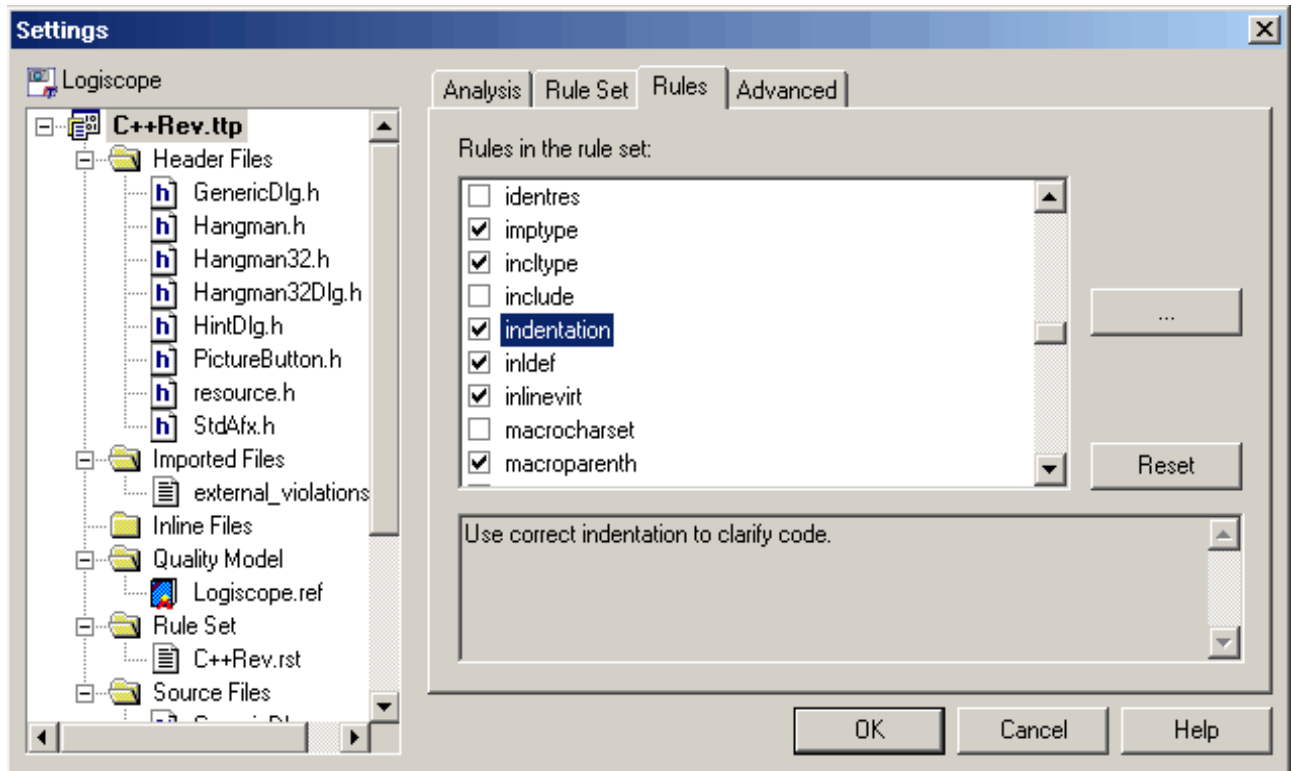 Settings
Logiscope
C++Rev.ttp
Header Files
GenericDlg.h
Hangman.h
Hangman32.h
Hangman32Dlg.h
HintDlg.h
PictureButton.h
resource.h
StdAfx.h
Imported Files
external_violations
Inline Files
Quality Model
Logiscope.ref
Rule Set
C++Rev.rst
Source Files
Analysis Rule Set Rules Advanced
Rules in the rule set:
identres
imptype
incltype
include
indentation
inldef
inlinevirt
macrocharset
macroparenth
...
Reset
Use correct indentation to clarify code.
OK Cancel Help